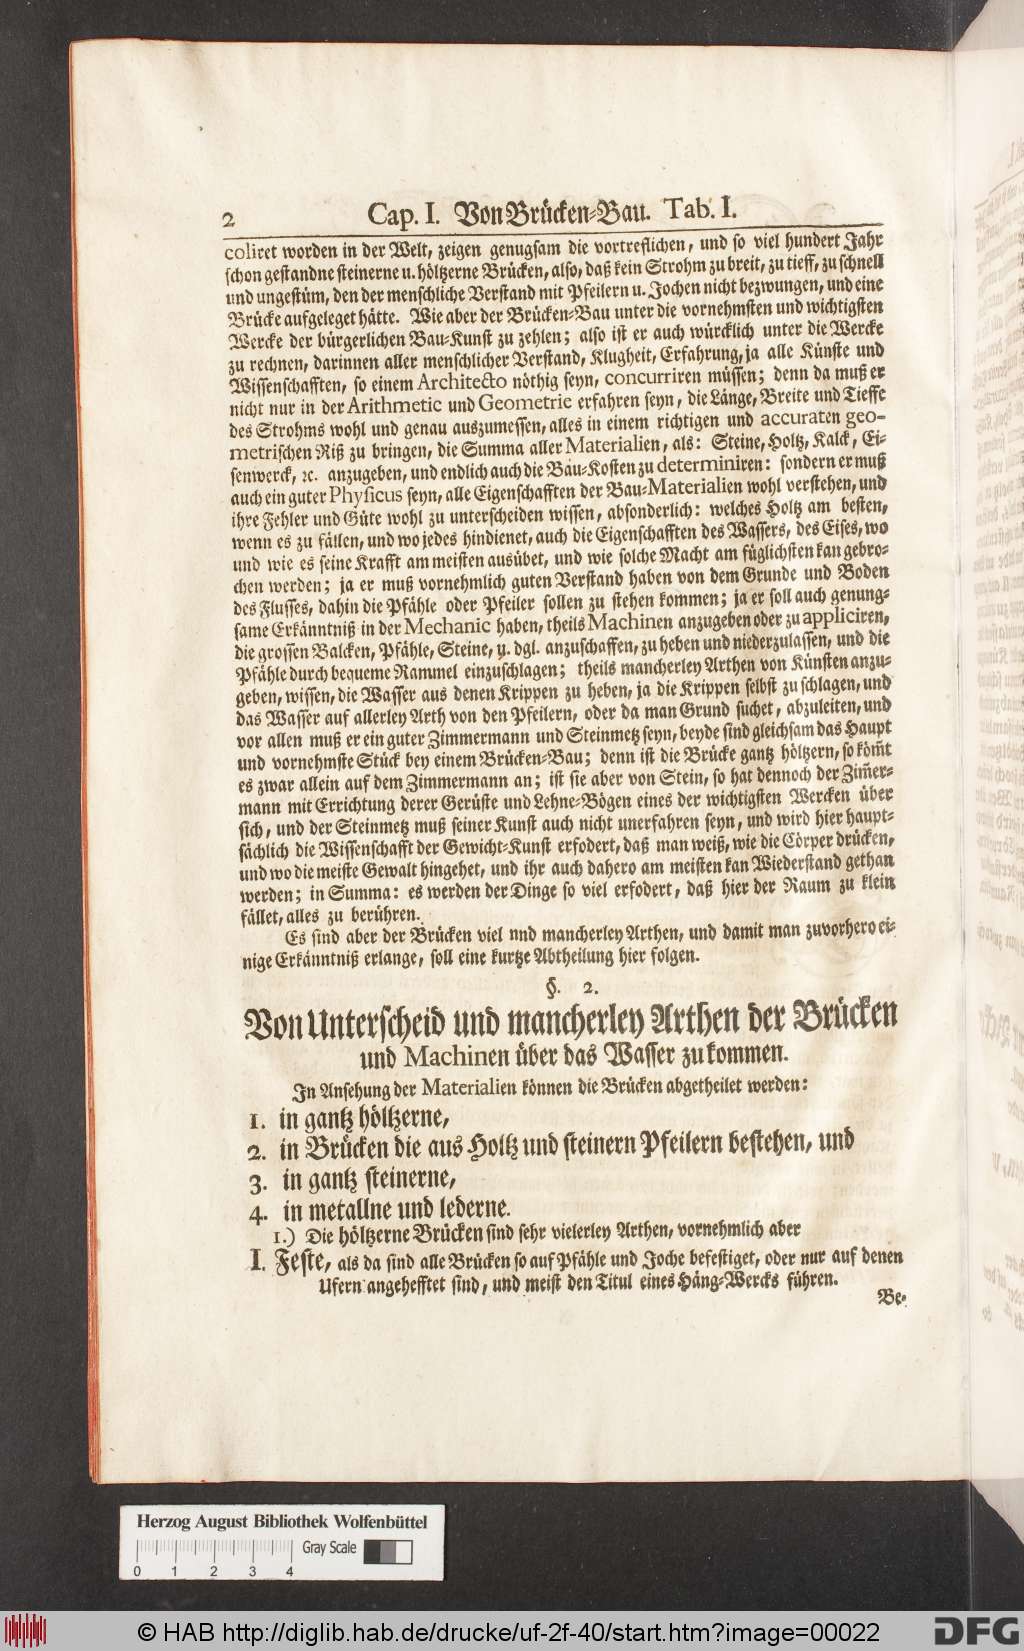 2 Cap. I. Von Brücken-Bau. Tab. I.
coliret worden in der Welt, zeigen genugsam die vortreflichen, und so viel hundert Jahr
schon gestandne steinerne u. höltzerne Brücken, also, daß kein Strohm zu breit, zu tieff, zu schnell
und ungestüm, den der menschliche Verstand mit Pfeilern u. Jochen nicht bezwungen, und eine
Brücke aufgeleget hätte. Wie aber der Brücken-Bau unter die vornehmsten und wichtigsten
Wercke der bürgerlichen Bau-Kunst zu zehlen; also ist er auch würcklich unter die Wercke
zu rechnen, darinnen aller menschlicher Verstand, Klugheit, Erfahrung, ja alle Künste und
Wissenschafften, so einem Architecto nöthig seyn, concurriren müssen; denn da muß er
nicht nur in der Arithmetic und Geometrie erfahren seyn, die Länge, Breite und Tieffe
des Strohms wohl und genau auszumessen, alles in einem richtigen und accuraten geo-
metrischen Riß zu bringen, die Summa aller Materialien, als: Steine, Holtz, Kalck, Ei-
senwerck, ꝛc. anzugeben, und endlich auch die Bau-Kosten zu determiniren: sondern er muß
auch ein guter Physicus seyn, alle Eigenschafften der Bau-Materialien wohl verstehen, und
ihre Fehler und Güte wohl zu unterscheiden wissen, absonderlich: welches Holtz am besten,
wenn es zu fällen, und wo jedes hindienet, auch die Eigenschafften des Wassers, des Eises, wo
und wie es seine Krafft am meisten ausübet, und wie solche Macht am füglichsten kan gebro-
chen werden; ja er muß vornehmlich guten Verstand haben von dem Grunde und Boden
des Flusses, dahin die Pfähle oder Pfeiler sollen zu stehen kommen; ja er soll auch genung-
same Erkänntniß in der Mechanic haben, theils Machinen anzugeben oder zu appliciren,
die grossen Balcken, Pfähle, Steine, u. dgl. anzuschaffen, zu heben und niederzulassen, und die
Pfähle durch bequeme Rammel einzuschlagen; theils mancherley Arthen von Künsten anzu-
geben, wissen, die Wasser aus denen Krippen zu heben, ja die Krippen selbst zu schlagen, und
das Wasser auf allerley Arth von den Pfeilern, oder da man Grund suchet, abzuleiten, und
vor allen muß er ein guter Zimmermann und Steinmetz seyn, beyde sind gleichsam das Haupt
und vornehmste Stück bey einem Brücken-Bau; denn ist die Brücke gantz höltzern, so kom̃t
es zwar allein auf dem Zimmermann an; ist sie aber von Stein, so hat dennoch der Zim̃er-
mann mit Errichtung derer Gerüste und Lehne-Bögen eines der wichtigsten Wercken über
sich, und der Steinmetz muß seiner Kunst auch nicht unerfahren seyn, und wird hier haupt-
sächlich die Wissenschafft der Gewicht-Kunst erfodert, daß man weiß, wie die Cörper drücken,
und wo die meiste Gewalt hingehet, und ihr auch dahero am meisten kan Wiederstand gethan
werden; in Summa: es werden der Dinge so viel erfodert, daß hier der Raum zu klein
fället, alles zu berühren.
Es sind aber der Brücken viel nnd mancherley Arthen, und damit man zuvorhero ei-
nige Erkänntniß erlange, soll eine kurtze Abtheilung hier folgen.
§. 2.
Von Unterscheid und mancherley Arthen der Brücken
und Machinen über das Wasser zu kommen.
In Ansehung der Materialien können die Brücken abgetheilet werden:
1. in gantz höltzerne,
2. in Brücken die aus Holtz und steinern Pfeilern bestehen, und
3. in gantz steinerne,
4. in metallne und lederne.
1.) Die höltzerne Brücken sind sehr vielerley Arthen, vornehmlich aber
I. Feste, als da sind alle Brücken so auf Pfähle und Joche befestiget, oder nur auf denen
Ufern angehefftet sind, und meist den Titul eines Häng-Wercks führen.
Be-
Herzog August Bibliothek Wolfenbüttel
Gray Scale
0 1 2 3 4
© HAB http://diglib.hab.de/drucke/uf-2f-40/start.htm?image=00022
DFG